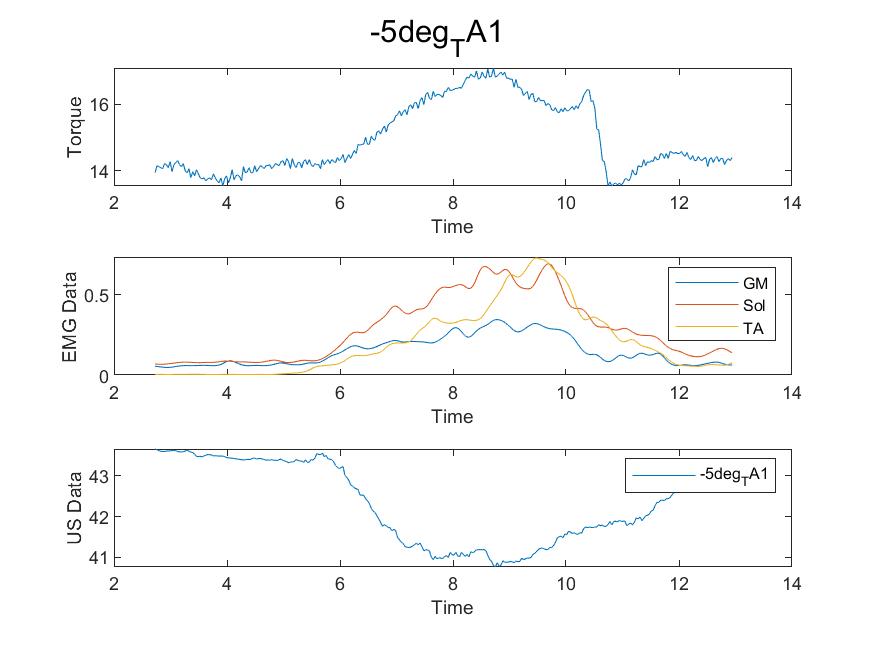 -5degTA1
16
14
Torque
2 4 6 8 10 12 14
Time
0.5
0
EMG Data
GM
Sol
TA
2 4 6 8 10 12 14
Time
43
42
41
US Data
-5degTA1
2 4 6 8 10 12 14
Time